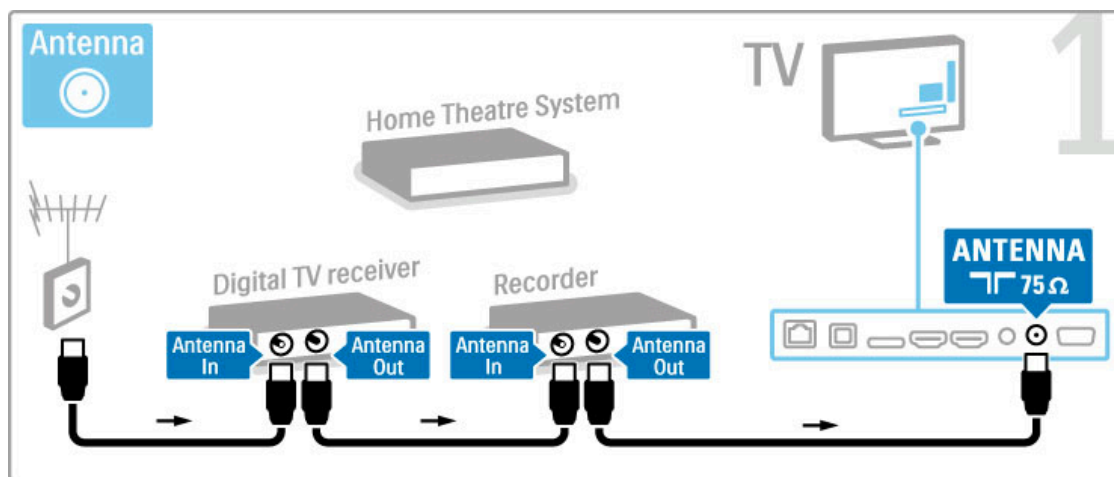 Antenna
TV
1
Home Theatre System
ANTENNA
75 Ω
Digital TV receiver
Recorder
Antenna
In
Antenna
Out
Antenna
In
Antenna
Out